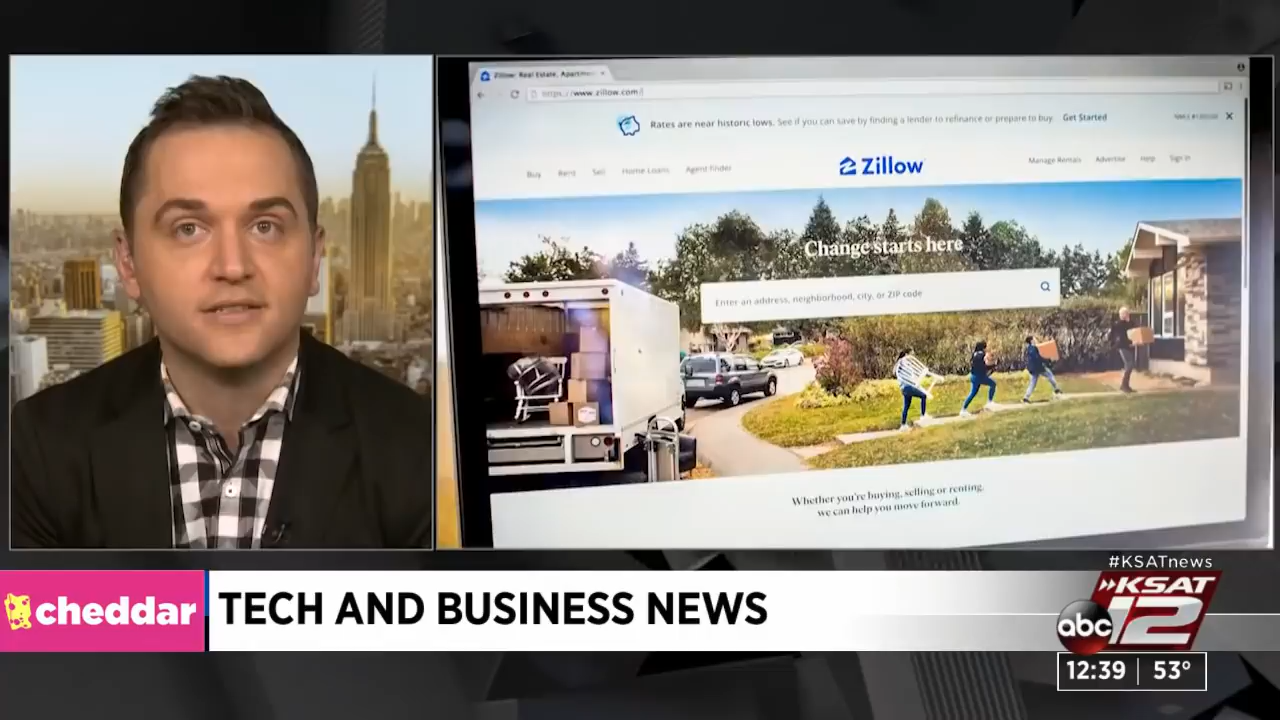 Zillow: Real Estate, Apartmen
https://www.zillow.com
Rates are near historic lows. See if you can save by finding a lender to refinance or prepare to buy. Get Started
Buy Rent Sell Home Loans Agent Finder
Zillow
Manage Rentals Advertise Help Sign In
Change starts here
Enter an address, neighborhood, city, or ZIP code
Whether you're buying, selling or renting,
we can help you move forward.
#KSATnews
cheddar
TECH AND BUSINESS NEWS
KSAT
abc 12
12:39 53°